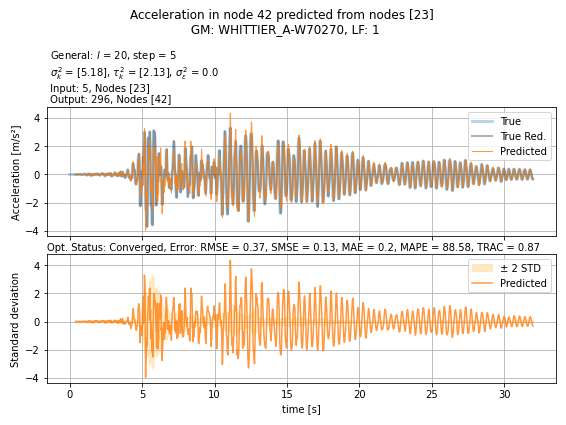 Acceleration in node 42 predicted from nodes [23]
GM: WHITTIER_A-W70270, LF: 1
General: l = 20, step = 5
σ²_k = [5.18], τ²_k = [2.13], σ²_ε = 0.0
Input: 5, Nodes [23]
Output: 296, Nodes [42]
Acceleration [m/s²]
4
2
0
−2
−4
True
True Red.
Predicted
Opt. Status: Converged, Error: RMSE = 0.37, SMSE = 0.13, MAE = 0.2, MAPE = 88.58, TRAC = 0.87
Standard deviation
4
2
0
−2
−4
± 2 STD
Predicted
0 5 10 15 20 25 30
time [s]